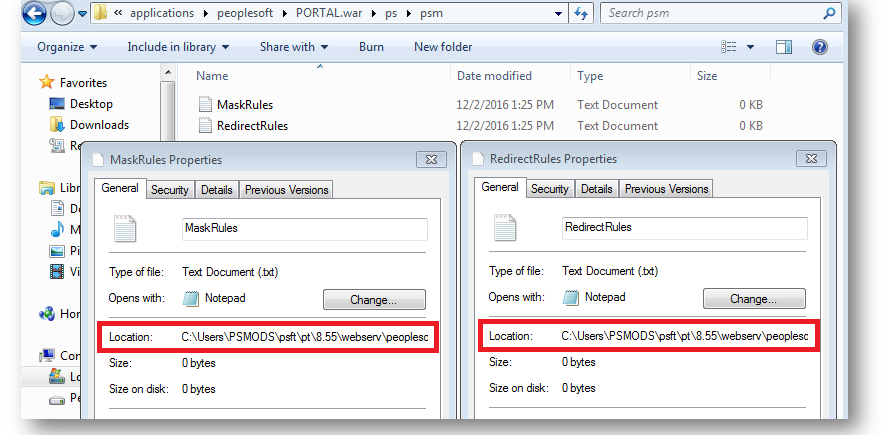 « applications ▸ peoplesoft ▸ PORTAL.war ▸ ps ▸ psm
Search psm
Organize ▾ Include in library ▾ Share with ▾ Burn New folder
Favorites
Desktop
Downloads
Re
Libr
Do
M
Pi
Vi
Hor
Con
Lo
Pe
Name Date modified Type Size
MaskRules 12/2/2016 1:25 PM Text Document 0 KB
RedirectRules 12/2/2016 1:25 PM Text Document 0 KB
MaskRules Properties
General Security Details Previous Versions
MaskRules
Type of file: Text Document (.txt)
Opens with: Notepad Change...
Location: C:\Users\PSMODS\psft\pt\8.55\webserv\peoplesc
Size: 0 bytes
Size on disk: 0 bytes
RedirectRules Properties
General Security Details Previous Versions
RedirectRules
Type of file: Text Document (.txt)
Opens with: Notepad Change...
Location: C:\Users\PSMODS\psft\pt\8.55\webserv\peoplesc
Size: 0 bytes
Size on disk: 0 bytes